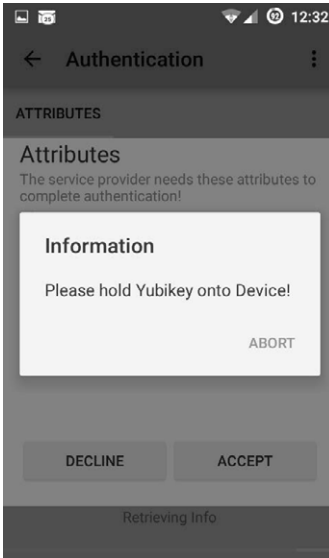 12:32
Authentication
ATTRIBUTES
Attributes
The service provider needs these attributes to
complete authentication!
Information
Please hold Yubikey onto Device!
ABORT
DECLINE ACCEPT
Retrieving Info